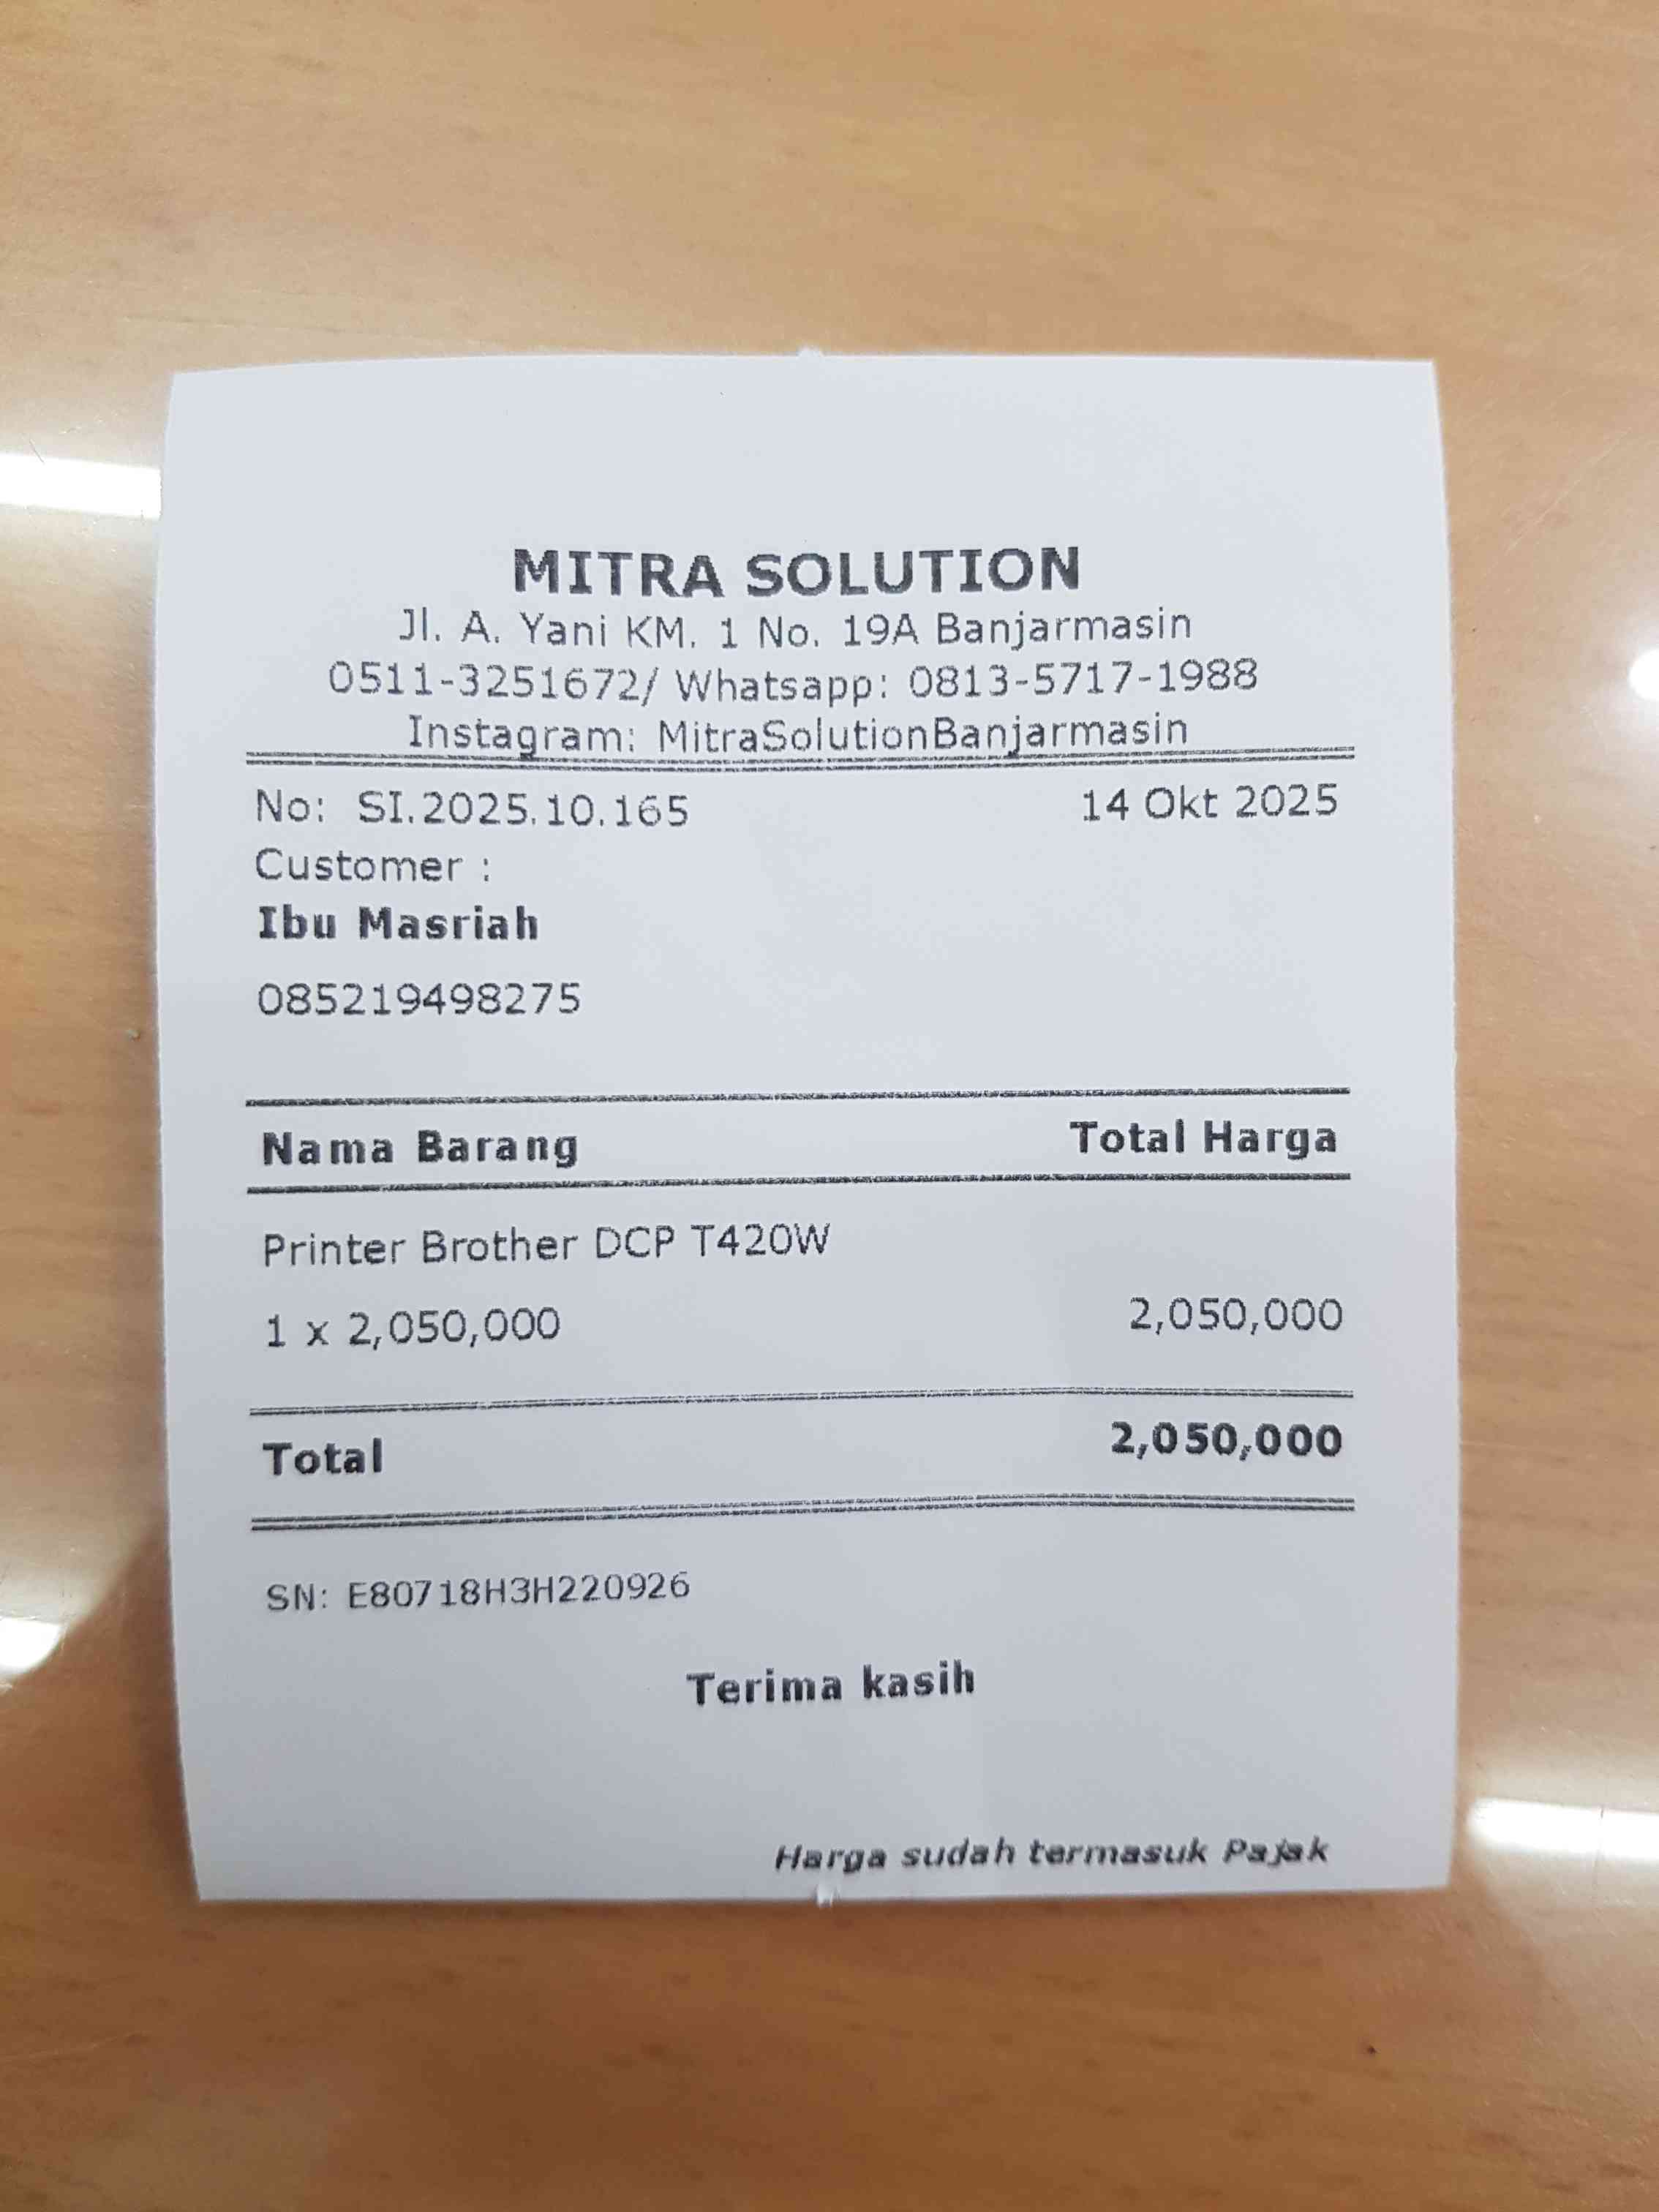 MITRA SOLUTION
Jl. A. Yani KM. 1 No. 19A Banjarmasin
0511-3251672/ Whatsapp: 0813-5717-1988
Instagram: MitraSolutionBanjarmasin
No: SI.2025.10.165 14 Okt 2025
Customer :
Ibu Masriah
085219498275
Nama Barang Total Harga
Printer Brother DCP T420W
1 x 2,050,000 2,050,000
Total 2,050,000
SN: E80718H3H220926
Terima kasih
Harga sudah termasuk Pajak